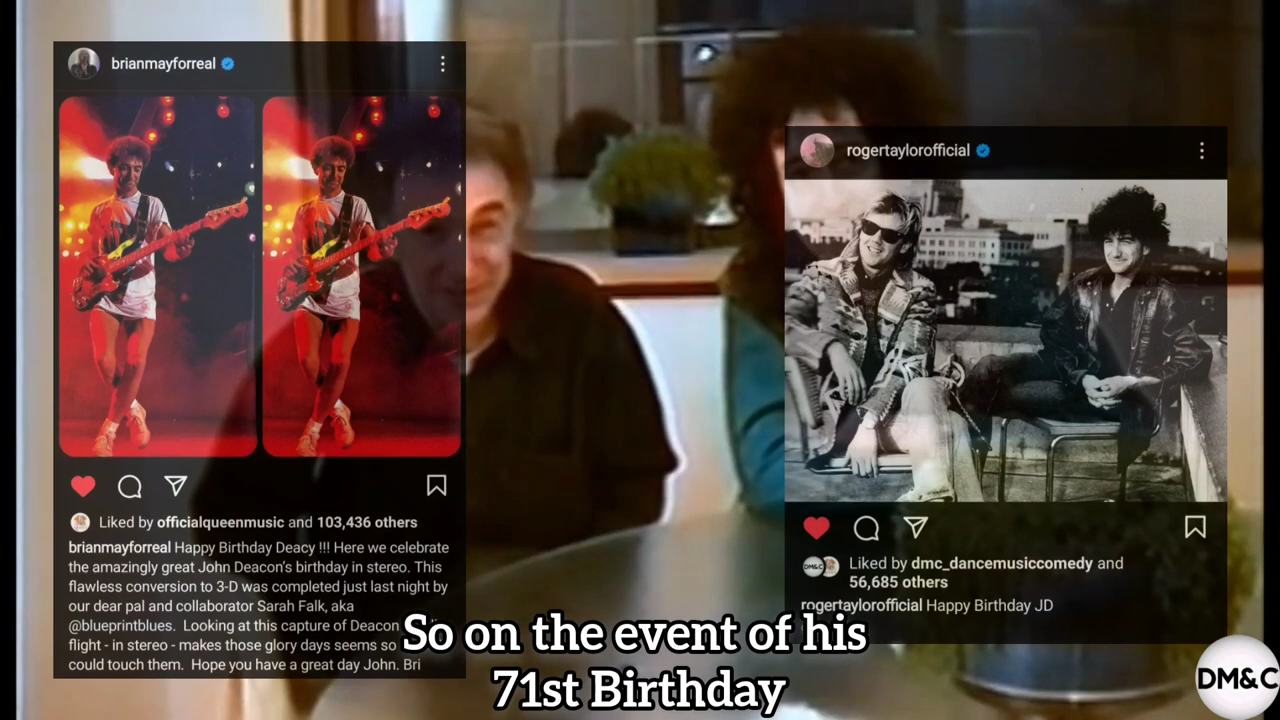 brianmayforreal
Liked by officialqueenmusic and 103,436 others
brianmayforreal Happy Birthday Deacy !!! Here we celebrate
the amazingly great John Deacon's birthday in stereo. This
flawless conversion to 3-D was completed just last night by
our dear pal and collaborator Sarah Falk, aka
@blueprintblues. Looking at this capture of Deacon
flight - in stereo - makes those glory days seems so
could touch them. Hope you have a great day John. Bri
rogertaylorofficial
DM&C
Liked by dmc_dancemusiccomedy and
56,685 others
rogertaylorofficial Happy Birthday JD
So on the event of his
71st Birthday
DM&C